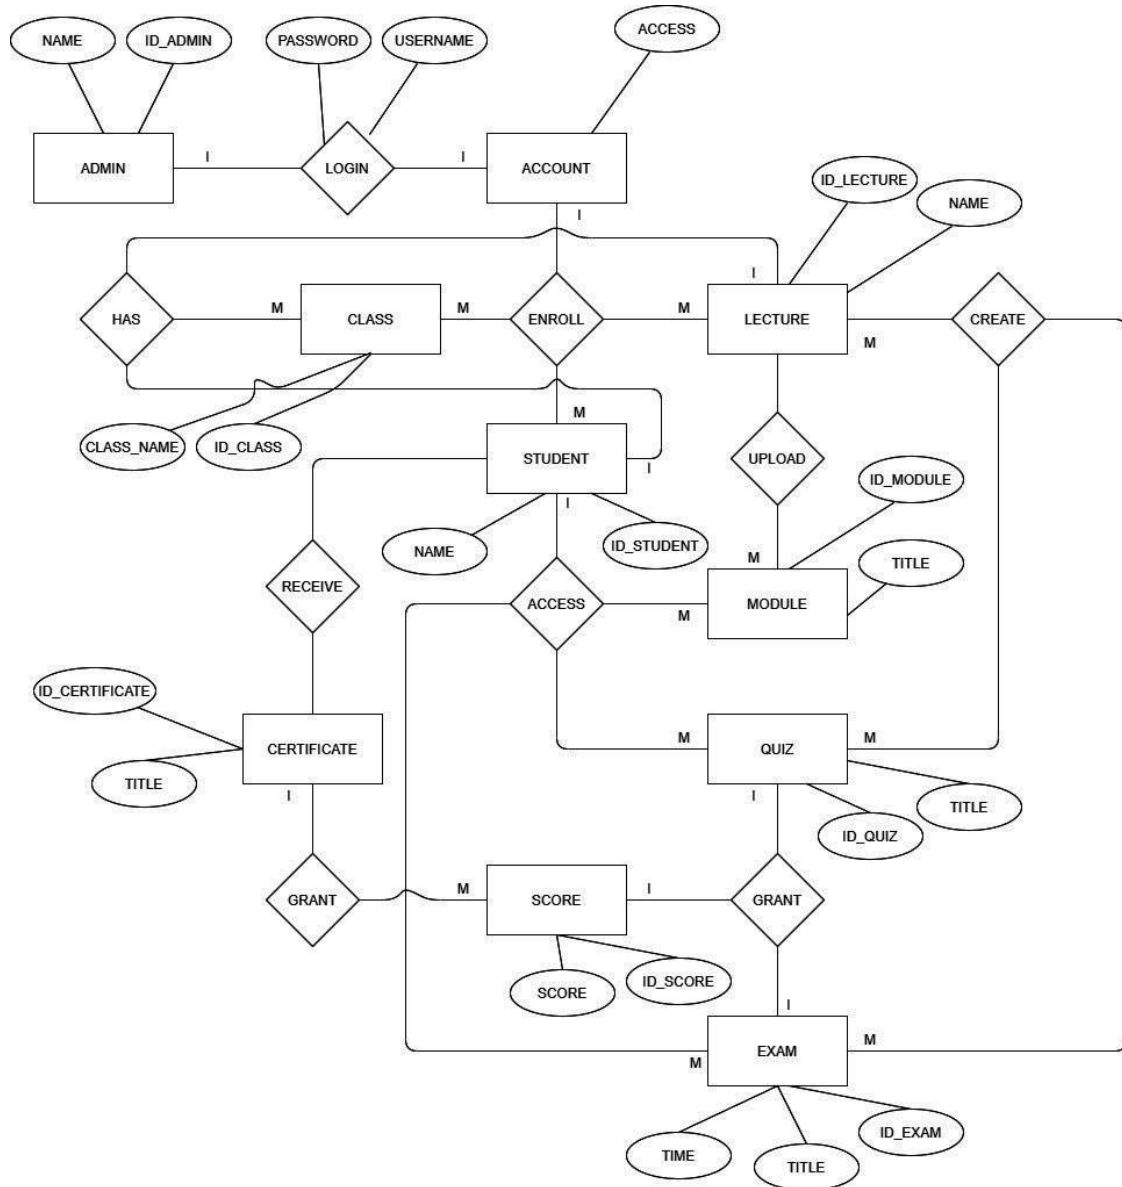 ACCESS
NAME
ID_ADMIN
PASSWORD
USERNAME
ADMIN
I
LOGIN
I
ACCOUNT
ID_LECTURE
NAME
I
I
HAS
M
CLASS
M
ENROLL
M
LECTURE
M
CREATE
CLASS_NAME
ID_CLASS
M
STUDENT
I
UPLOAD
ID_MODULE
I
NAME
ID_STUDENT
M
TITLE
RECEIVE
ACCESS
M
MODULE
ID_CERTIFICATE
TITLE
CERTIFICATE
I
M
QUIZ
M
I
TITLE
ID_QUIZ
GRANT
M
SCORE
I
GRANT
SCORE
ID_SCORE
I
M
EXAM
M
TIME
TITLE
ID_EXAM